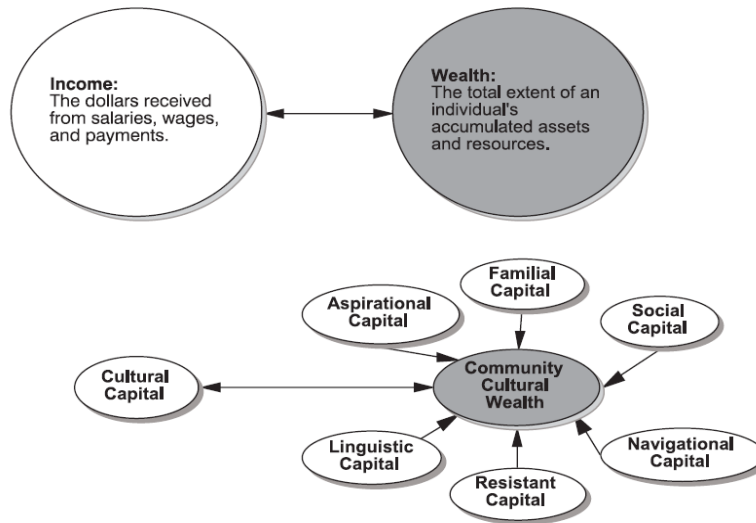 Income:
The dollars received
from salaries, wages,
and payments.
Wealth:
The total extent of an
individual's
accumulated assets
and resources.
Familial
Capital
Aspirational
Capital
Social
Capital
Cultural
Capital
Community
Cultural
Wealth
Linguistic
Capital
Resistant
Capital
Navigational
Capital